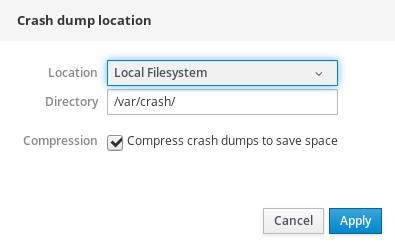 Crash dump location
Location Local Filesystem
Directory /var/crash/
Compression Compress crash dumps to save space
Cancel Apply